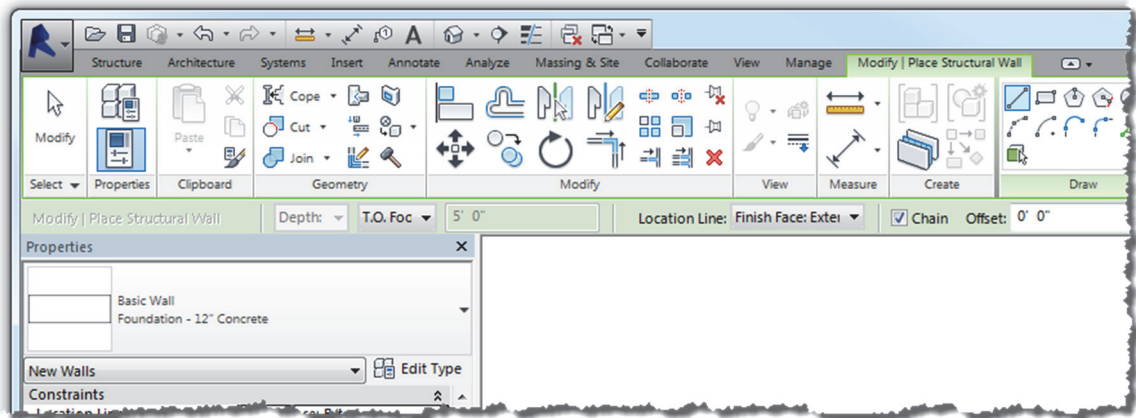 Structure Architecture Systems Insert Annotate Analyze Massing & Site Collaborate View Manage Modify | Place Structural Wall
Modify
Paste
Cope
Cut
Join
Select Properties Clipboard Geometry Modify View Measure Create Draw
Modify | Place Structural Wall Depth: T.O. Foc 5' 0" Location Line: Finish Face: Exter Chain Offset: 0' 0"
Properties
Basic Wall
Foundation - 12" Concrete
New Walls Edit Type
Constraints